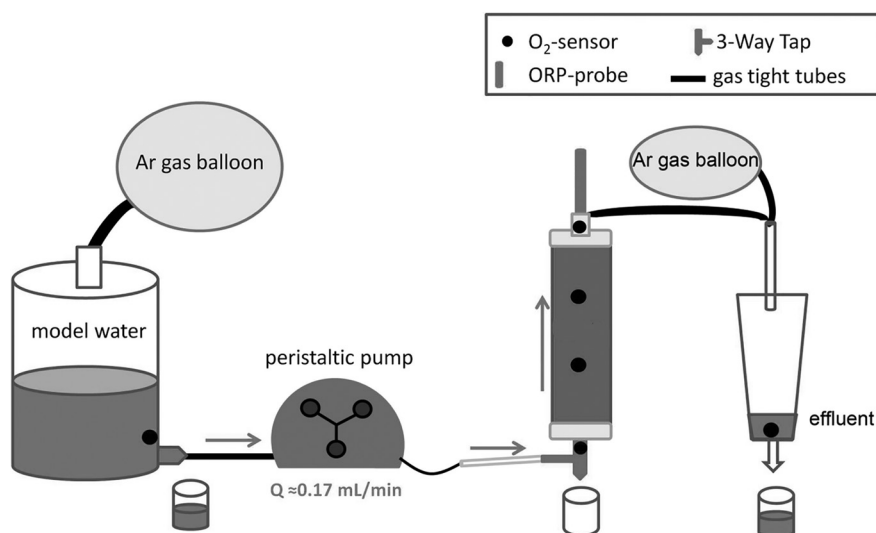 O₂-sensor
3-Way Tap
ORP-probe
gas tight tubes
Ar gas balloon
Ar gas balloon
model water
peristaltic pump
effluent
Q ≈0.17 mL/min